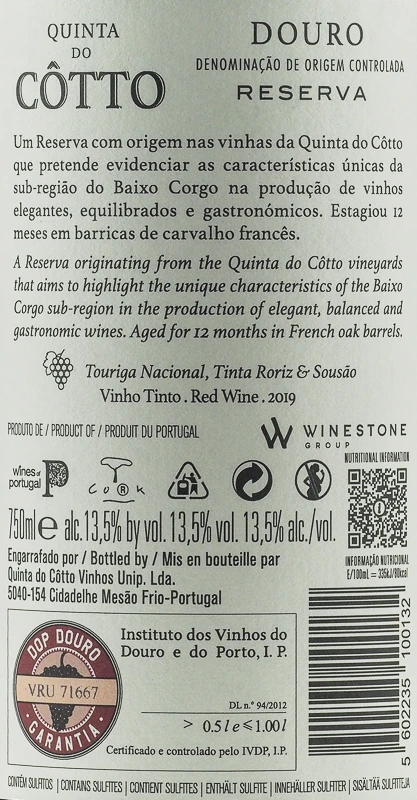 QUINTA
DO
CÔTTO
DOURO
DENOMINAÇÃO DE ORIGEM CONTROLADA
RESERVA
Um Reserva com origem nas vinhas da Quinta do Côtto
que pretende evidenciar as características únicas da
sub-região do Baixo Corgo na produção de vinhos
elegantes, equilibrados e gastronómicos. Estagiou 12
meses em barricas de carvalho francês.
A Reserva originating from the Quinta do Côtto vineyards
that aims to highlight the unique characteristics of the Baixo
Corgo sub-region in the production of elegant, balanced and
gastronomic wines. Aged for 12 months in French oak barrels.
Touriga Nacional, Tinta Roriz & Sousão
Vinho Tinto . Red Wine . 2019
PRODUTO DE / PRODUCT OF / PRODUIT DU PORTUGAL
WINESTONE
GROUP
wines of
portugal
CORK
NUTRITIONAL INFORMATION
INFORMAÇÃO NUTRICIONAL
E/100mL = 335kJ/80kcal
750ml e alc.13,5% by vol. 13,5% vol. 13,5% alc./vol.
Engarrafado por / Bottled by / Mis en bouteille par
Quinta do Côtto Vinhos Unip. Lda.
5040-154 Cidadelhe Mesão Frio-Portugal
DOP DOURO
VRU 71667
GARANTIA
Instituto dos Vinhos do
Douro e do Porto, I. P.
DL n.º 94/2012
> 0.5 l e ≤ 1.00 l
Certificado e controlado pelo IVDP, I.P.
5 602235 100132
CONTÉM SULFITOS | CONTAINS SULFITES | CONTIENT SULFITES | ENTHÄLT SULFITE | INNEHÅLLER SULFITER | SISÄLTÄÄ SULFIITTEJA